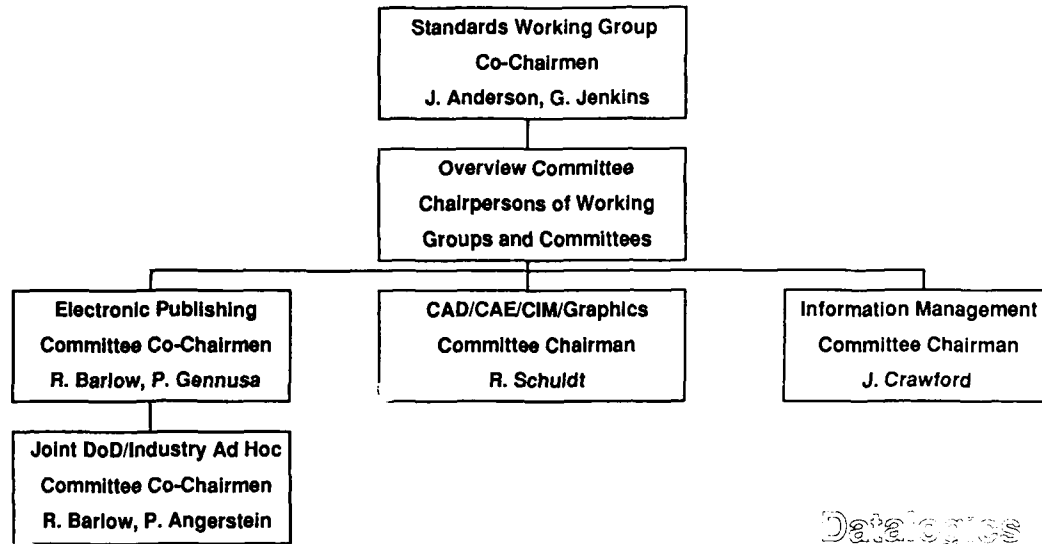 Standards Working Group
Co-Chairmen
J. Anderson, G. Jenkins
Overview Committee
Chairpersons of Working
Groups and Committees
Electronic Publishing
Committee Co-Chairmen
R. Barlow, P. Gennusa
CAD/CAE/CIM/Graphics
Committee Chairman
R. Schuldt
Information Management
Committee Chairman
J. Crawford
Joint DoD/Industry Ad Hoc
Committee Co-Chairmen
R. Barlow, P. Angerstein
Datalogics